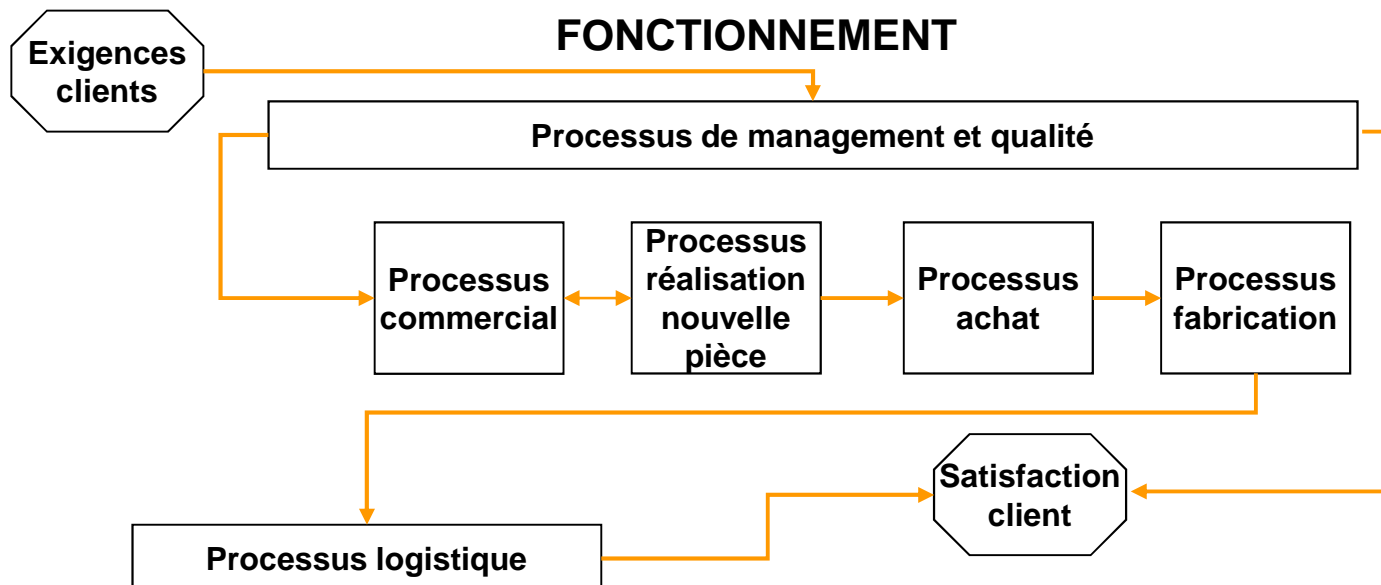 FONCTIONNEMENT
Exigences
clients
Processus de management et qualité
Processus
commercial
Processus
réalisation
nouvelle
pièce
Processus
achat
Processus
fabrication
Satisfaction
client
Processus logistique